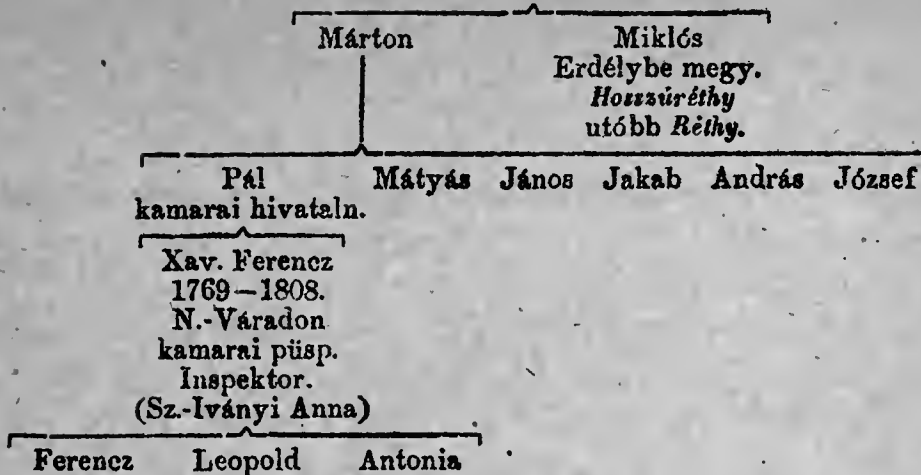 Márton Miklós
Erdélybe megy.
Hosszúréthy
utóbb Réthy.
Pál Mátyás János Jakab András József
kamarai hivataln.
Xav. Ferencz
1769—1808.
N.-Váradon
kamarai püsp.
Inspektor.
(Sz.-Iványi Anna)
Ferencz Leopold Antonia